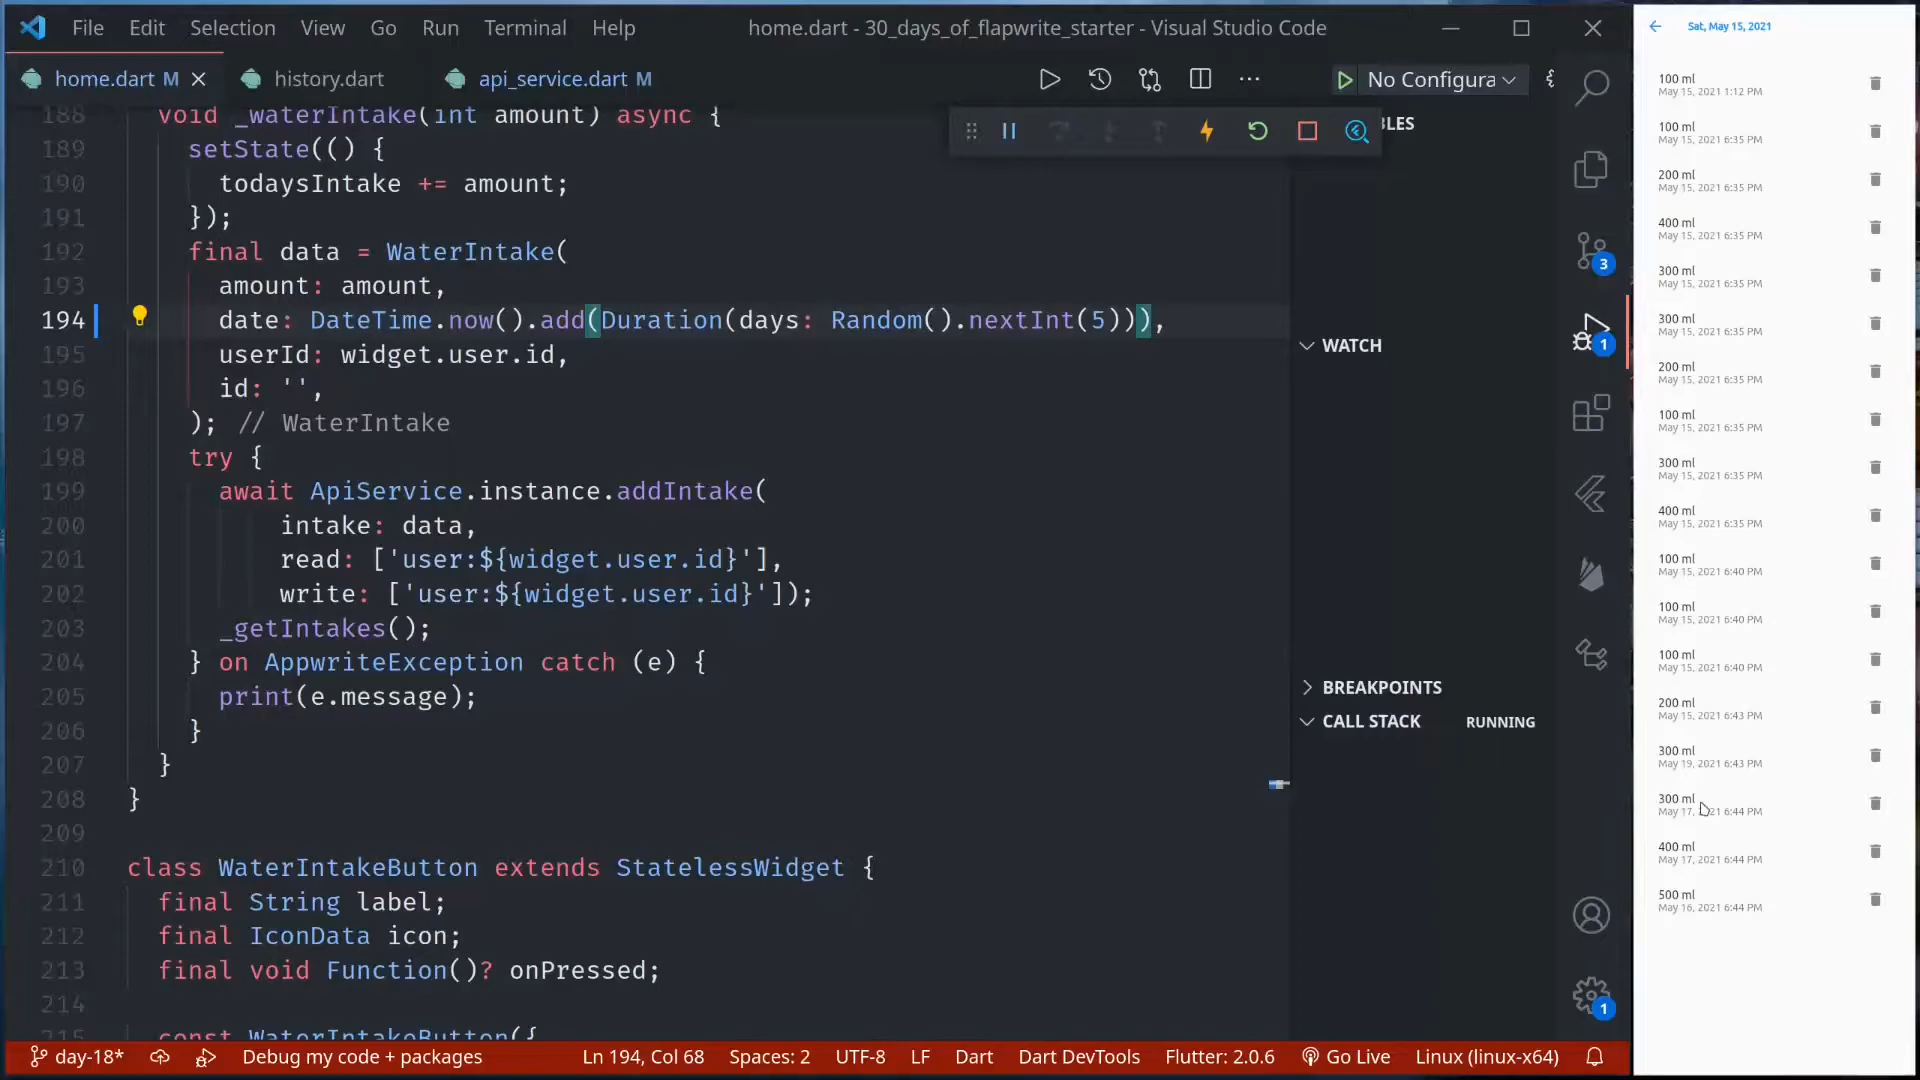 File Edit Selection View Go Run Terminal Help
home.dart - 30_days_of_flapwrite_starter - Visual Studio Code
home.dart M
history.dart
api_service.dart M
No Configura
188 void _waterIntake(int amount) async {
189 setState(() {
190 todaysIntake += amount;
191 });
192 final data = WaterIntake(
193 amount: amount,
194 date: DateTime.now().add(Duration(days: Random().nextInt(5))),
195 userId: widget.user.id,
196 id: '',
197 ); // WaterIntake
198 try {
199 await ApiService.instance.addIntake(
200 intake: data,
201 read: ['user:${widget.user.id}'],
202 write: ['user:${widget.user.id}']);
203 _getIntakes();
204 } on AppwriteException catch (e) {
205 print(e.message);
206 }
207 }
208 }
209
210 class WaterIntakeButton extends StatelessWidget {
211 final String label;
212 final IconData icon;
213 final void Function()? onPressed;
214
215 const WaterIntakeButton({
BLES
WATCH
BREAKPOINTS
CALL STACK RUNNING
3
1
1
day-18* Debug my code + packages Ln 194, Col 68 Spaces: 2 UTF-8 LF Dart Dart DevTools Flutter: 2.0.6 Go Live Linux (linux-x64)
Sat, May 15, 2021
100 ml
May 15, 2021 1:12 PM
100 ml
May 15, 2021 6:35 PM
200 ml
May 15, 2021 6:35 PM
400 ml
May 15, 2021 6:35 PM
300 ml
May 15, 2021 6:35 PM
300 ml
May 15, 2021 6:35 PM
200 ml
May 15, 2021 6:35 PM
100 ml
May 15, 2021 6:35 PM
300 ml
May 15, 2021 6:35 PM
400 ml
May 15, 2021 6:35 PM
100 ml
May 15, 2021 6:40 PM
100 ml
May 15, 2021 6:40 PM
100 ml
May 15, 2021 6:40 PM
200 ml
May 15, 2021 6:43 PM
300 ml
May 19, 2021 6:43 PM
300 ml
May 17, 2021 6:44 PM
400 ml
May 17, 2021 6:44 PM
500 ml
May 16, 2021 6:44 PM